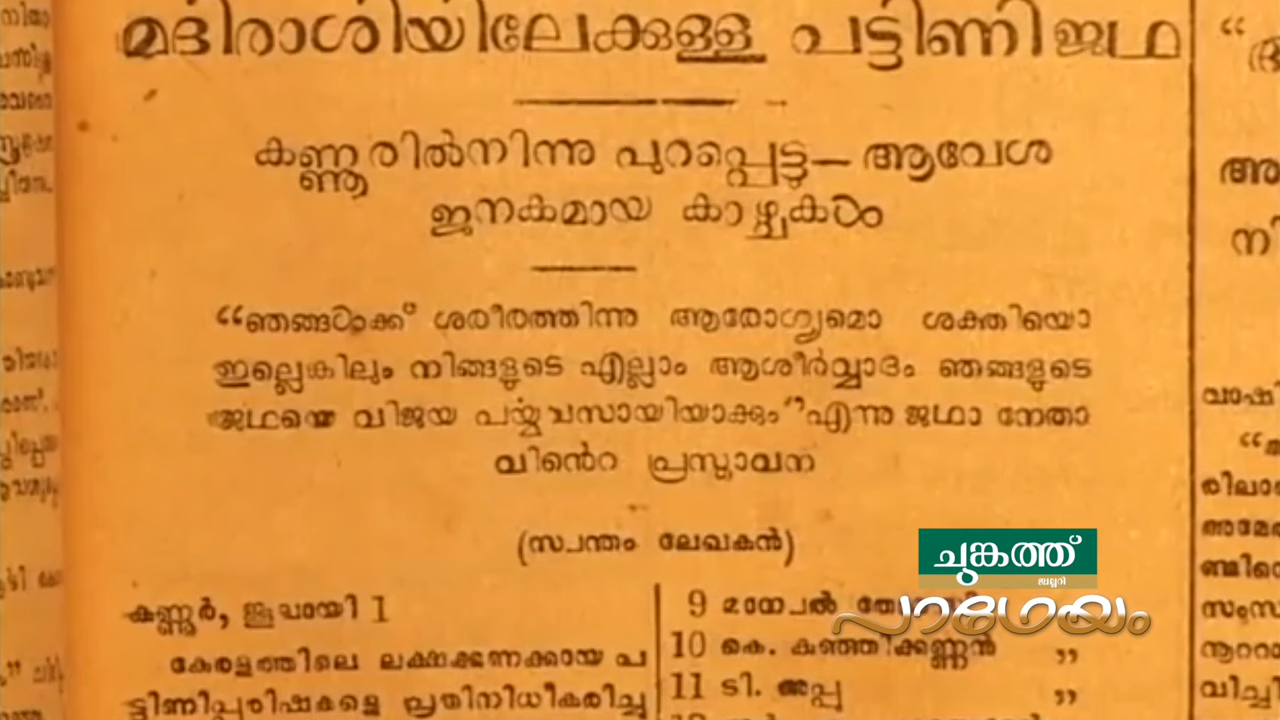 മദിരാശിയിലേക്കുള്ള പട്ടിണിജാഥ
കണ്ണൂരിൽനിന്നു പുറപ്പെട്ടു— ആവേശ
ജനകമായ കാഴ്ചകൾ
“ഞങ്ങൾക്ക് ശരീരത്തിന്നു ആരോഗ്യമൊ ശക്തിയൊ
ഇല്ലെങ്കിലും നിങ്ങളുടെ എല്ലാം ആശീർവ്വാദം ഞങ്ങളുടെ
ജാഥയെ വിജയ പര്യവസായിയാക്കും” എന്നു ജാഥാ നേതാ
വിൻെറ പ്രസ്താവന
(സ്വന്തം ലേഖകൻ)
കണ്ണൂർ, ജൂലായി 1
കേരളത്തിലെ ലക്ഷക്കണക്കായ പ
ട്ടിണിപ്പുരിഷകളെ പ്രതിനിധീകരിച്ചു
9
10 കെ. കുഞ്ഞിക്കണ്ണൻ ,,
11 ടി. അപ്പു ,,
ചുങ്കത്ത്
ജ്വല്ലറി
പാഥേയം